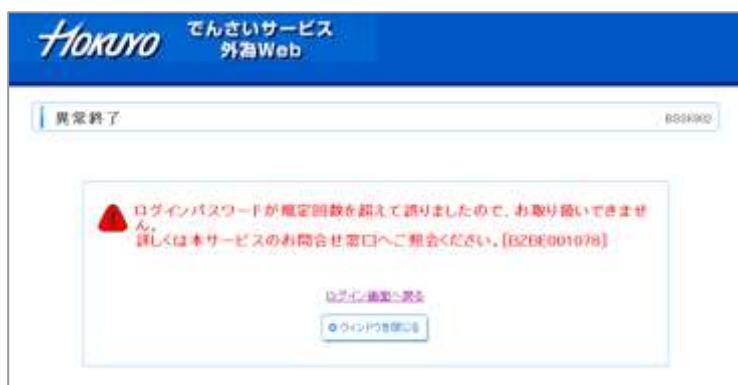 HOKUYO
でんさいサービス
外為Web
異常終了
ログインパスワードが規定回数を超えて誤りましたので、お取り扱いできませ
ん。
詳しくは本サービスのお問合せ窓口へご照会ください。[BZBE001078]
ログイン画面へ戻る
ウィンドウを閉じる